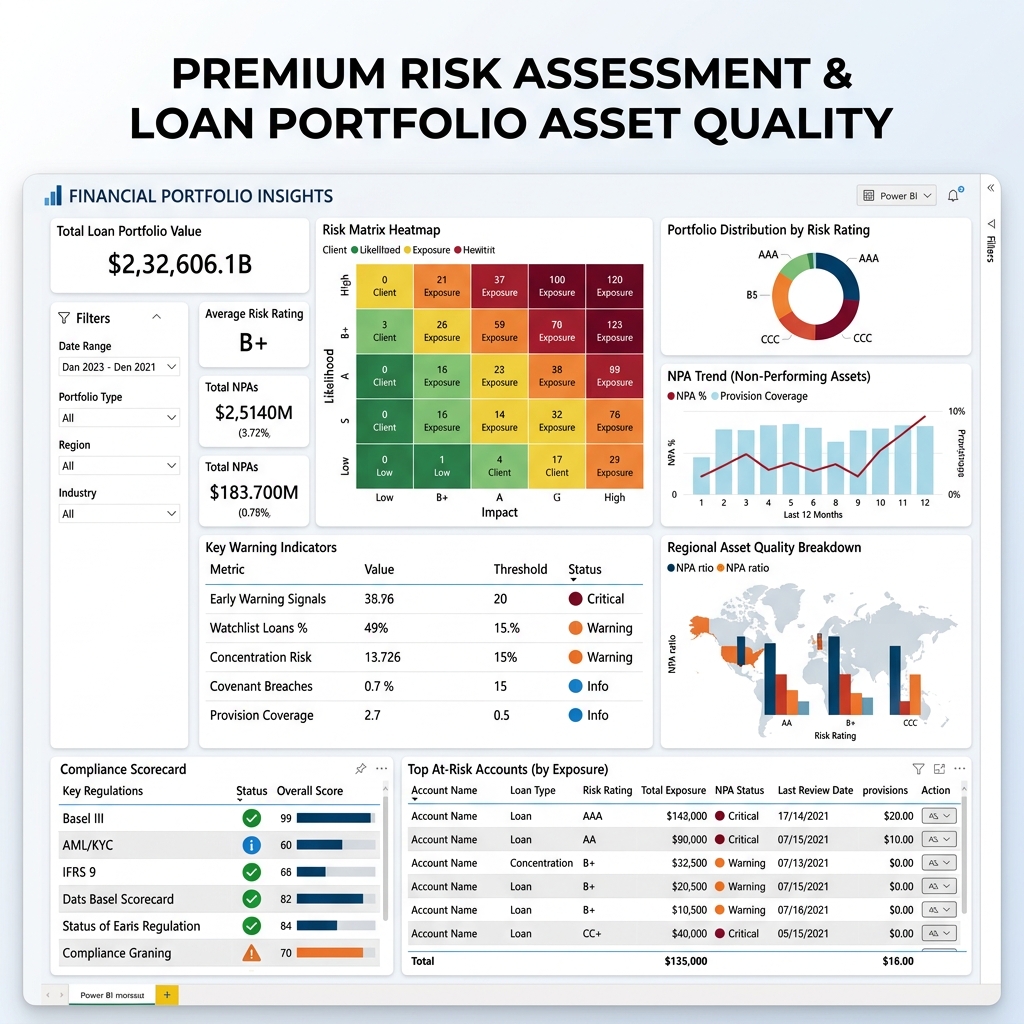 PREMIUM RISK ASSESSMENT &
LOAN PORTFOLIO ASSET QUALITY
FINANCIAL PORTFOLIO INSIGHTS
Power BI
Filters
Total Loan Portfolio Value
$2,32,606.1B
Filters
Date Range
Dan 2023 - Den 2021
Portfolio Type
All
Region
All
Industry
All
Average Risk Rating
B+
Total NPAs
$2,5140M
(3.72%,
Total NPAs
$183.700M
(0.78%,
Risk Matrix Heatmap
Client Exposure
Likelihood
High
0 21 37 100 120
Client Exposure Exposure Exposure Exposure
B+
3 26 59 70 123
Client Exposure Exposure Exposure Exposure
A
0 16 23 38 99
Client Exposure Exposure Exposure Exposure
S
0 16 14 32 76
Client Exposure Exposure Exposure Exposure
Low
0 1 4 17 29
Low Low Client Client Exposure
Low B+ A G High
Impact
Portfolio Distribution by Risk Rating
AAA AAA
B5
CCC CCC
NPA Trend (Non-Performing Assets)
NPA % Provision Coverage
10%
NPA %
0 0%
1 2 3 4 5 6 8 9 10 11 12
Last 12 Months
Key Warning Indicators
Metric Value Threshold Status
Early Warning Signals 38.96 20 Critical
Watchlist Loans % 49% 15.% Warning
Concentration Risk 13.726 15% Warning
Covenant Breaches 0.7 % 15 Info
Provision Coverage 2.7 0.5 Info
Regional Asset Quality Breakdown
NPA rtio NPA ratio
NPA ratio
AA B+ CCC
Risk Rating
Compliance Scorecard
Key Regulations Status Overall Score
Basel III 99
AML/KYC 60
IFRS 9 68
Dats Basel Scorecard 82
Status of Earis Regulation 84
Compliance Graning 70
Top At-Risk Accounts (by Exposure)
Account Name Loan Type Risk Rating Total Exposure NPA Status Last Review Date provisions Action
Account Name Loan AAA $143,000 Critical 17/14/2021 $20.00
Account Name Loan AA $90,000 Critical 07/15/2021 $10.00
Account Name Concentration B+ $32,500 Warning 07/13/2021 $0.00
Account Name Loan B+ $20,500 Warning 07/15/2021 $0.00
Account Name Loan B+ $10,500 Warning 07/16/2021 $0.00
Account Name Loan CC+ $40,000 Critical 05/15/2021 $0.00
Total $135,000 $16.00
Power BI